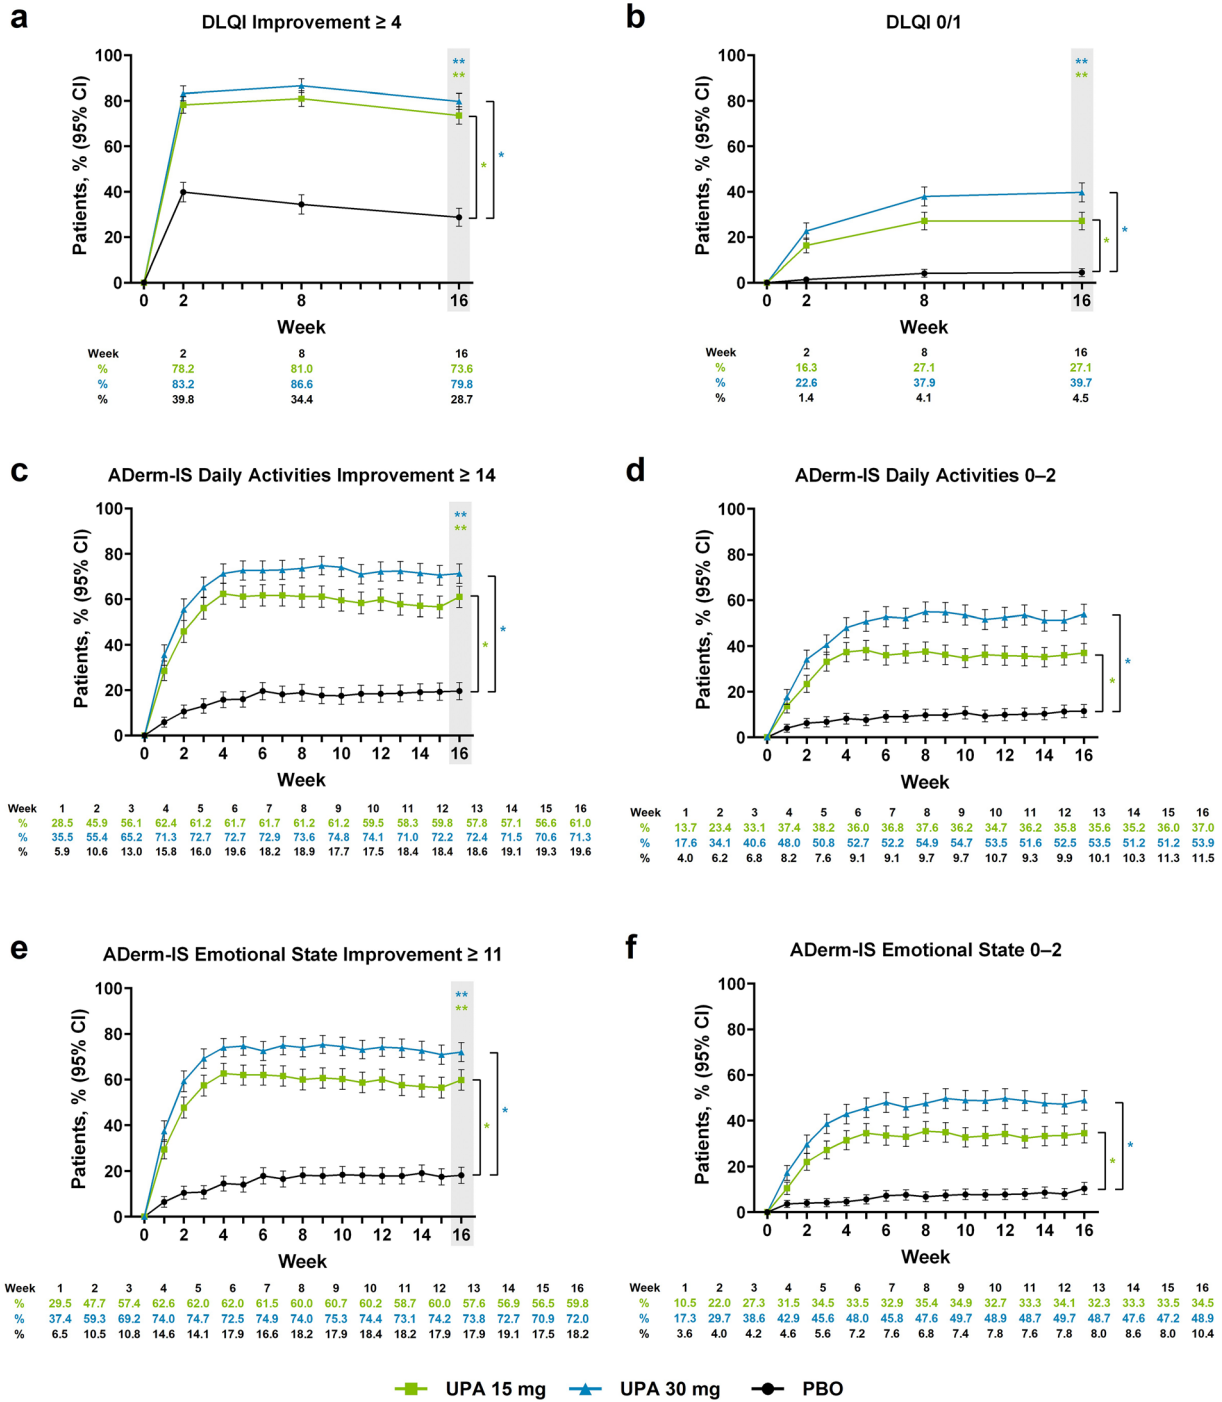 a
DLQI Improvement ≥ 4
100
80
60
40
20
0
Patients, % (95% CI)
**
**
*
*
0 2 8 16
Week
Week 2 8 16
% 78.2 81.0 73.6
% 83.2 86.6 79.8
% 39.8 34.4 28.7
b
DLQI 0/1
100
80
60
40
20
0
Patients, % (95% CI)
**
**
*
*
0 2 8 16
Week
Week 2 8 16
% 16.3 27.1 27.1
% 22.6 37.9 39.7
% 1.4 4.1 4.5
c
ADerm-IS Daily Activities Improvement ≥ 14
100
80
60
40
20
0
Patients, % (95% CI)
**
**
*
*
0 2 4 6 8 10 12 14 16
Week
Week 1 2 3 4 5 6 7 8 9 10 11 12 13 14 15 16
% 28.5 45.9 56.1 62.4 61.2 61.7 61.7 61.2 61.2 59.5 58.3 59.8 57.8 57.1 56.6 61.0
% 35.5 55.4 65.2 71.3 72.7 72.7 72.9 73.6 74.8 74.1 71.0 72.2 72.4 71.5 70.6 71.3
% 5.9 10.6 13.0 15.8 16.0 19.6 18.2 18.9 17.7 17.5 18.4 18.4 18.6 19.1 19.3 19.6
d
ADerm-IS Daily Activities 0–2
100
80
60
40
20
0
Patients, % (95% CI)
*
*
0 2 4 6 8 10 12 14 16
Week
Week 1 2 3 4 5 6 7 8 9 10 11 12 13 14 15 16
% 13.7 23.4 33.1 37.4 38.2 36.0 36.8 37.6 36.2 34.7 36.2 35.8 35.6 35.2 36.0 37.0
% 17.6 34.1 40.6 48.0 50.8 52.7 52.2 54.9 54.7 53.5 51.6 52.5 53.5 51.2 51.2 53.9
% 4.0 6.2 6.8 8.2 7.6 9.1 9.1 9.7 9.7 10.7 9.3 9.9 10.1 10.3 11.3 11.5
e
ADerm-IS Emotional State Improvement ≥ 11
100
80
60
40
20
0
Patients, % (95% CI)
**
**
*
*
0 2 4 6 8 10 12 14 16
Week
Week 1 2 3 4 5 6 7 8 9 10 11 12 13 14 15 16
% 29.5 47.7 57.4 62.6 62.0 62.0 61.5 60.0 60.7 60.2 58.7 60.0 57.6 56.9 56.5 59.8
% 37.4 59.3 69.2 74.0 74.7 72.5 74.9 74.0 75.3 74.4 73.1 74.2 73.8 72.7 70.9 72.0
% 6.5 10.5 10.8 14.6 14.1 17.9 16.6 18.2 17.9 18.4 18.2 17.9 17.9 19.1 17.5 18.2
f
ADerm-IS Emotional State 0–2
100
80
60
40
20
0
Patients, % (95% CI)
*
*
0 2 4 6 8 10 12 14 16
Week
Week 1 2 3 4 5 6 7 8 9 10 11 12 13 14 15 16
% 10.5 22.0 27.3 31.5 34.5 33.5 32.9 35.4 34.9 32.7 33.3 34.1 32.3 33.3 33.5 34.5
% 17.3 29.7 38.6 42.9 45.6 48.0 45.8 47.6 49.7 48.9 48.7 49.7 48.7 47.6 47.2 48.9
% 3.6 4.0 4.2 4.6 5.6 7.2 7.6 6.8 7.4 7.8 7.6 7.8 8.0 8.6 8.0 10.4
UPA 15 mg UPA 30 mg PBO